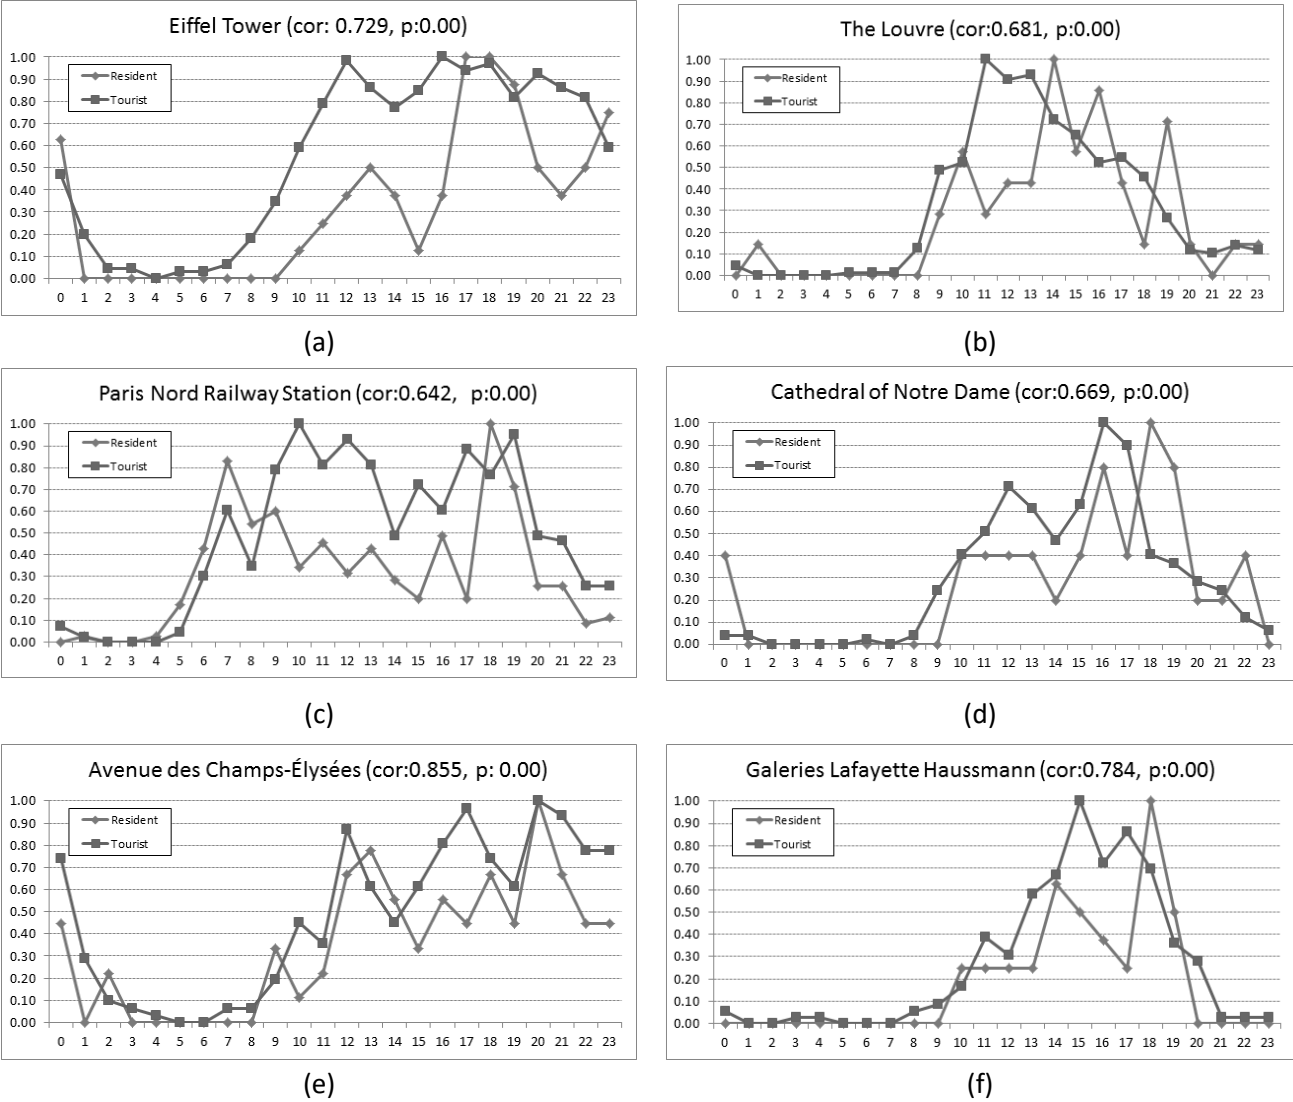 Eiffel Tower (cor: 0.729, p:0.00)
1.00
0.90
0.80
0.70
0.60
0.50
0.40
0.30
0.20
0.10
0.00
Resident
Tourist
0 1 2 3 4 5 6 7 8 9 10 11 12 13 14 15 16 17 18 19 20 21 22 23
(a)
The Louvre (cor:0.681, p:0.00)
1.00
0.90
0.80
0.70
0.60
0.50
0.40
0.30
0.20
0.10
0.00
Resident
Tourist
0 1 2 3 4 5 6 7 8 9 10 11 12 13 14 15 16 17 18 19 20 21 22 23
(b)
Paris Nord Railway Station (cor:0.642, p:0.00)
1.00
0.90
0.80
0.70
0.60
0.50
0.40
0.30
0.20
0.10
0.00
Resident
Tourist
0 1 2 3 4 5 6 7 8 9 10 11 12 13 14 15 16 17 18 19 20 21 22 23
(c)
Cathedral of Notre Dame (cor:0.669, p:0.00)
1.00
0.90
0.80
0.70
0.60
0.50
0.40
0.30
0.20
0.10
0.00
Resident
Tourist
0 1 2 3 4 5 6 7 8 9 10 11 12 13 14 15 16 17 18 19 20 21 22 23
(d)
Avenue des Champs-Élysées (cor:0.855, p: 0.00)
1.00
0.90
0.80
0.70
0.60
0.50
0.40
0.30
0.20
0.10
0.00
Resident
Tourist
0 1 2 3 4 5 6 7 8 9 10 11 12 13 14 15 16 17 18 19 20 21 22 23
(e)
Galeries Lafayette Haussmann (cor:0.784, p:0.00)
1.00
0.90
0.80
0.70
0.60
0.50
0.40
0.30
0.20
0.10
0.00
Resident
Tourist
0 1 2 3 4 5 6 7 8 9 10 11 12 13 14 15 16 17 18 19 20 21 22 23
(f)